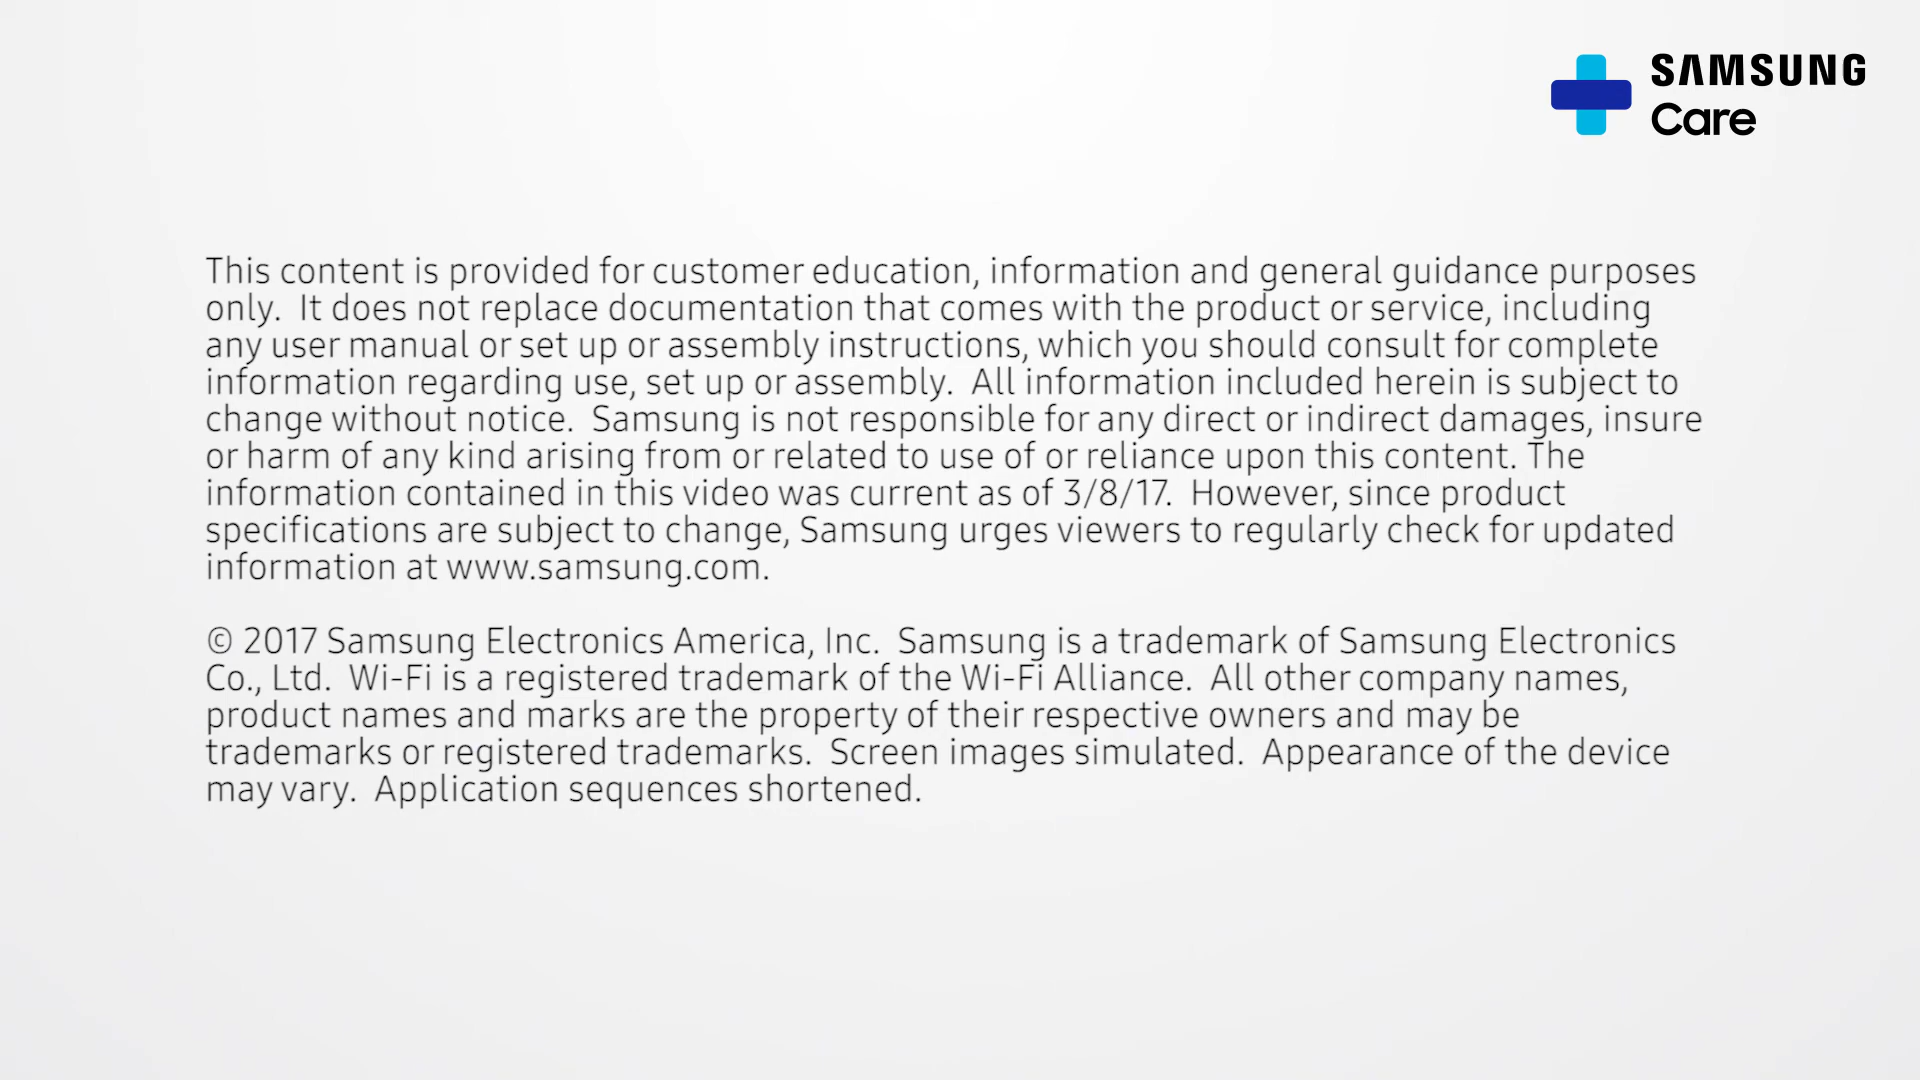 SAMSUNG
Care
This content is provided for customer education, information and general guidance purposes
only.  It does not replace documentation that comes with the product or service, including
any user manual or set up or assembly instructions, which you should consult for complete
information regarding use, set up or assembly.  All information included herein is subject to
change without notice.  Samsung is not responsible for any direct or indirect damages, insure
or harm of any kind arising from or related to use of or reliance upon this content. The
information contained in this video was current as of 3/8/17.  However, since product
specifications are subject to change, Samsung urges viewers to regularly check for updated
information at www.samsung.com.
© 2017 Samsung Electronics America, Inc.  Samsung is a trademark of Samsung Electronics
Co., Ltd.  Wi-Fi is a registered trademark of the Wi-Fi Alliance.  All other company names,
product names and marks are the property of their respective owners and may be
trademarks or registered trademarks.  Screen images simulated.  Appearance of the device
may vary.  Application sequences shortened.